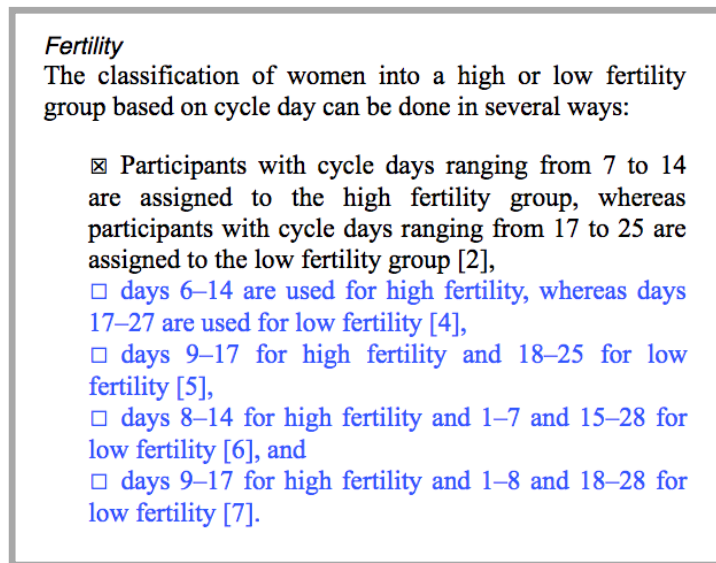 Fertility
The classification of women into a high or low fertility
group based on cycle day can be done in several ways:
☒ Participants with cycle days ranging from 7 to 14
are assigned to the high fertility group, whereas
participants with cycle days ranging from 17 to 25 are
assigned to the low fertility group [2],
☐ days 6–14 are used for high fertility, whereas days
17–27 are used for low fertility [4],
☐ days 9–17 for high fertility and 18–25 for low
fertility [5],
☐ days 8–14 for high fertility and 1–7 and 15–28 for
low fertility [6], and
☐ days 9–17 for high fertility and 1–8 and 18–28 for
low fertility [7].